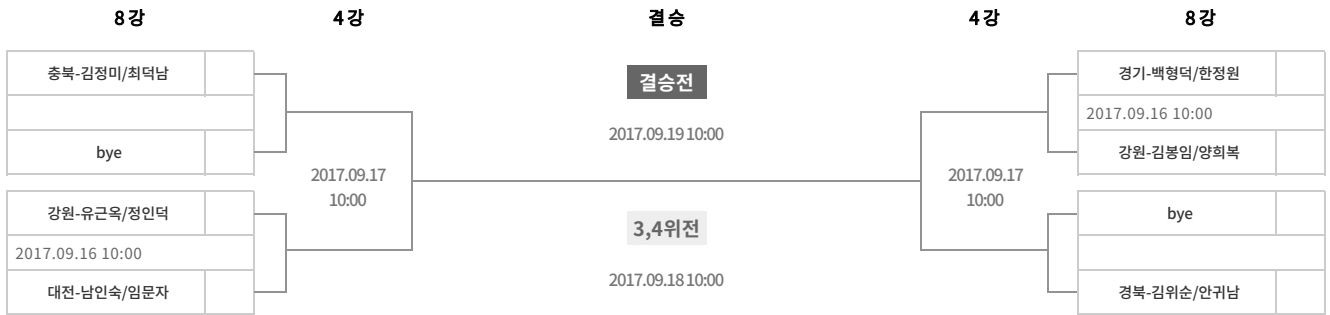 8강 4강 결승 4강 8강
충북-김정미/최덕남
bye
강원-유근옥/정인덕
2017.09.16 10:00
대전-남인숙/임문자
2017.09.17
10:00
결승전
2017.09.19 10:00
3,4위전
2017.09.18 10:00
2017.09.17
10:00
경기-백형덕/한정원
2017.09.16 10:00
강원-김봉임/양희복
bye
경북-김위순/안귀남